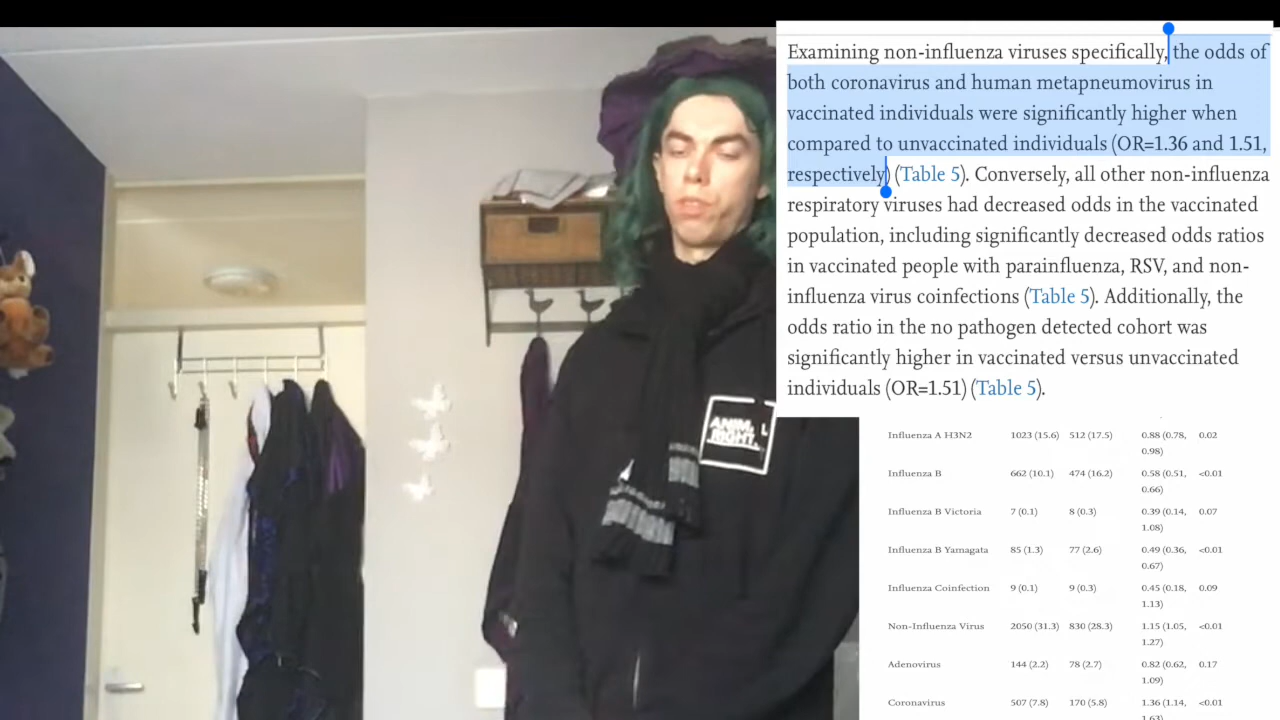 Examining non-influenza viruses specifically, the odds of
both coronavirus and human metapneumovirus in
vaccinated individuals were significantly higher when
compared to unvaccinated individuals (OR=1.36 and 1.51,
respectively) (Table 5). Conversely, all other non-influenza
respiratory viruses had decreased odds in the vaccinated
population, including significantly decreased odds ratios
in vaccinated people with parainfluenza, RSV, and non-
influenza virus coinfections (Table 5). Additionally, the
odds ratio in the no pathogen detected cohort was
significantly higher in vaccinated versus unvaccinated
individuals (OR=1.51) (Table 5).
Influenza A H3N2 1023 (15.6) 512 (17.5) 0.88 (0.78, 0.02
0.98)
Influenza B 662 (10.1) 474 (16.2) 0.58 (0.51, <0.01
0.66)
Influenza B Victoria 7 (0.1) 8 (0.3) 0.39 (0.14, 0.07
1.08)
Influenza B Yamagata 85 (1.3) 77 (2.6) 0.49 (0.36, <0.01
0.67)
Influenza Coinfection 9 (0.1) 9 (0.3) 0.45 (0.18, 0.09
1.13)
Non-Influenza Virus 2050 (31.3) 830 (28.3) 1.15 (1.05, <0.01
1.27)
Adenovirus 144 (2.2) 78 (2.7) 0.82 (0.62, 0.17
1.09)
Coronavirus 507 (7.8) 170 (5.8) 1.36 (1.14, <0.01
1.63)